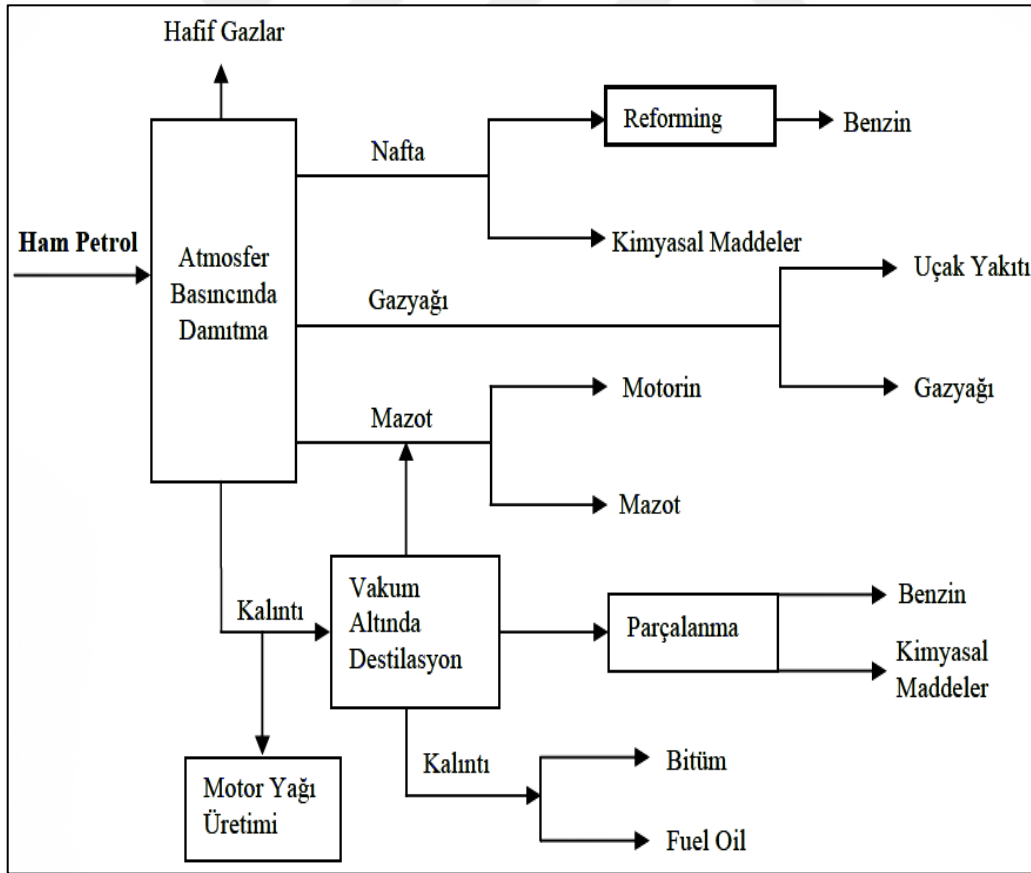 Hafif Gazlar
Reforming
Benzin
Nafta
Ham Petrol
Kimyasal Maddeler
Atmosfer
Basıncında
Damıtma
Uçak Yakıtı
Gazyağı
Gazyağı
Motorin
Mazot
Mazot
Kalıntı
Vakum
Altında
Destilasyon
Parçalanma
Benzin
Kimyasal
Maddeler
Motor Yağı
Üretimi
Kalıntı
Bitüm
Fuel Oil